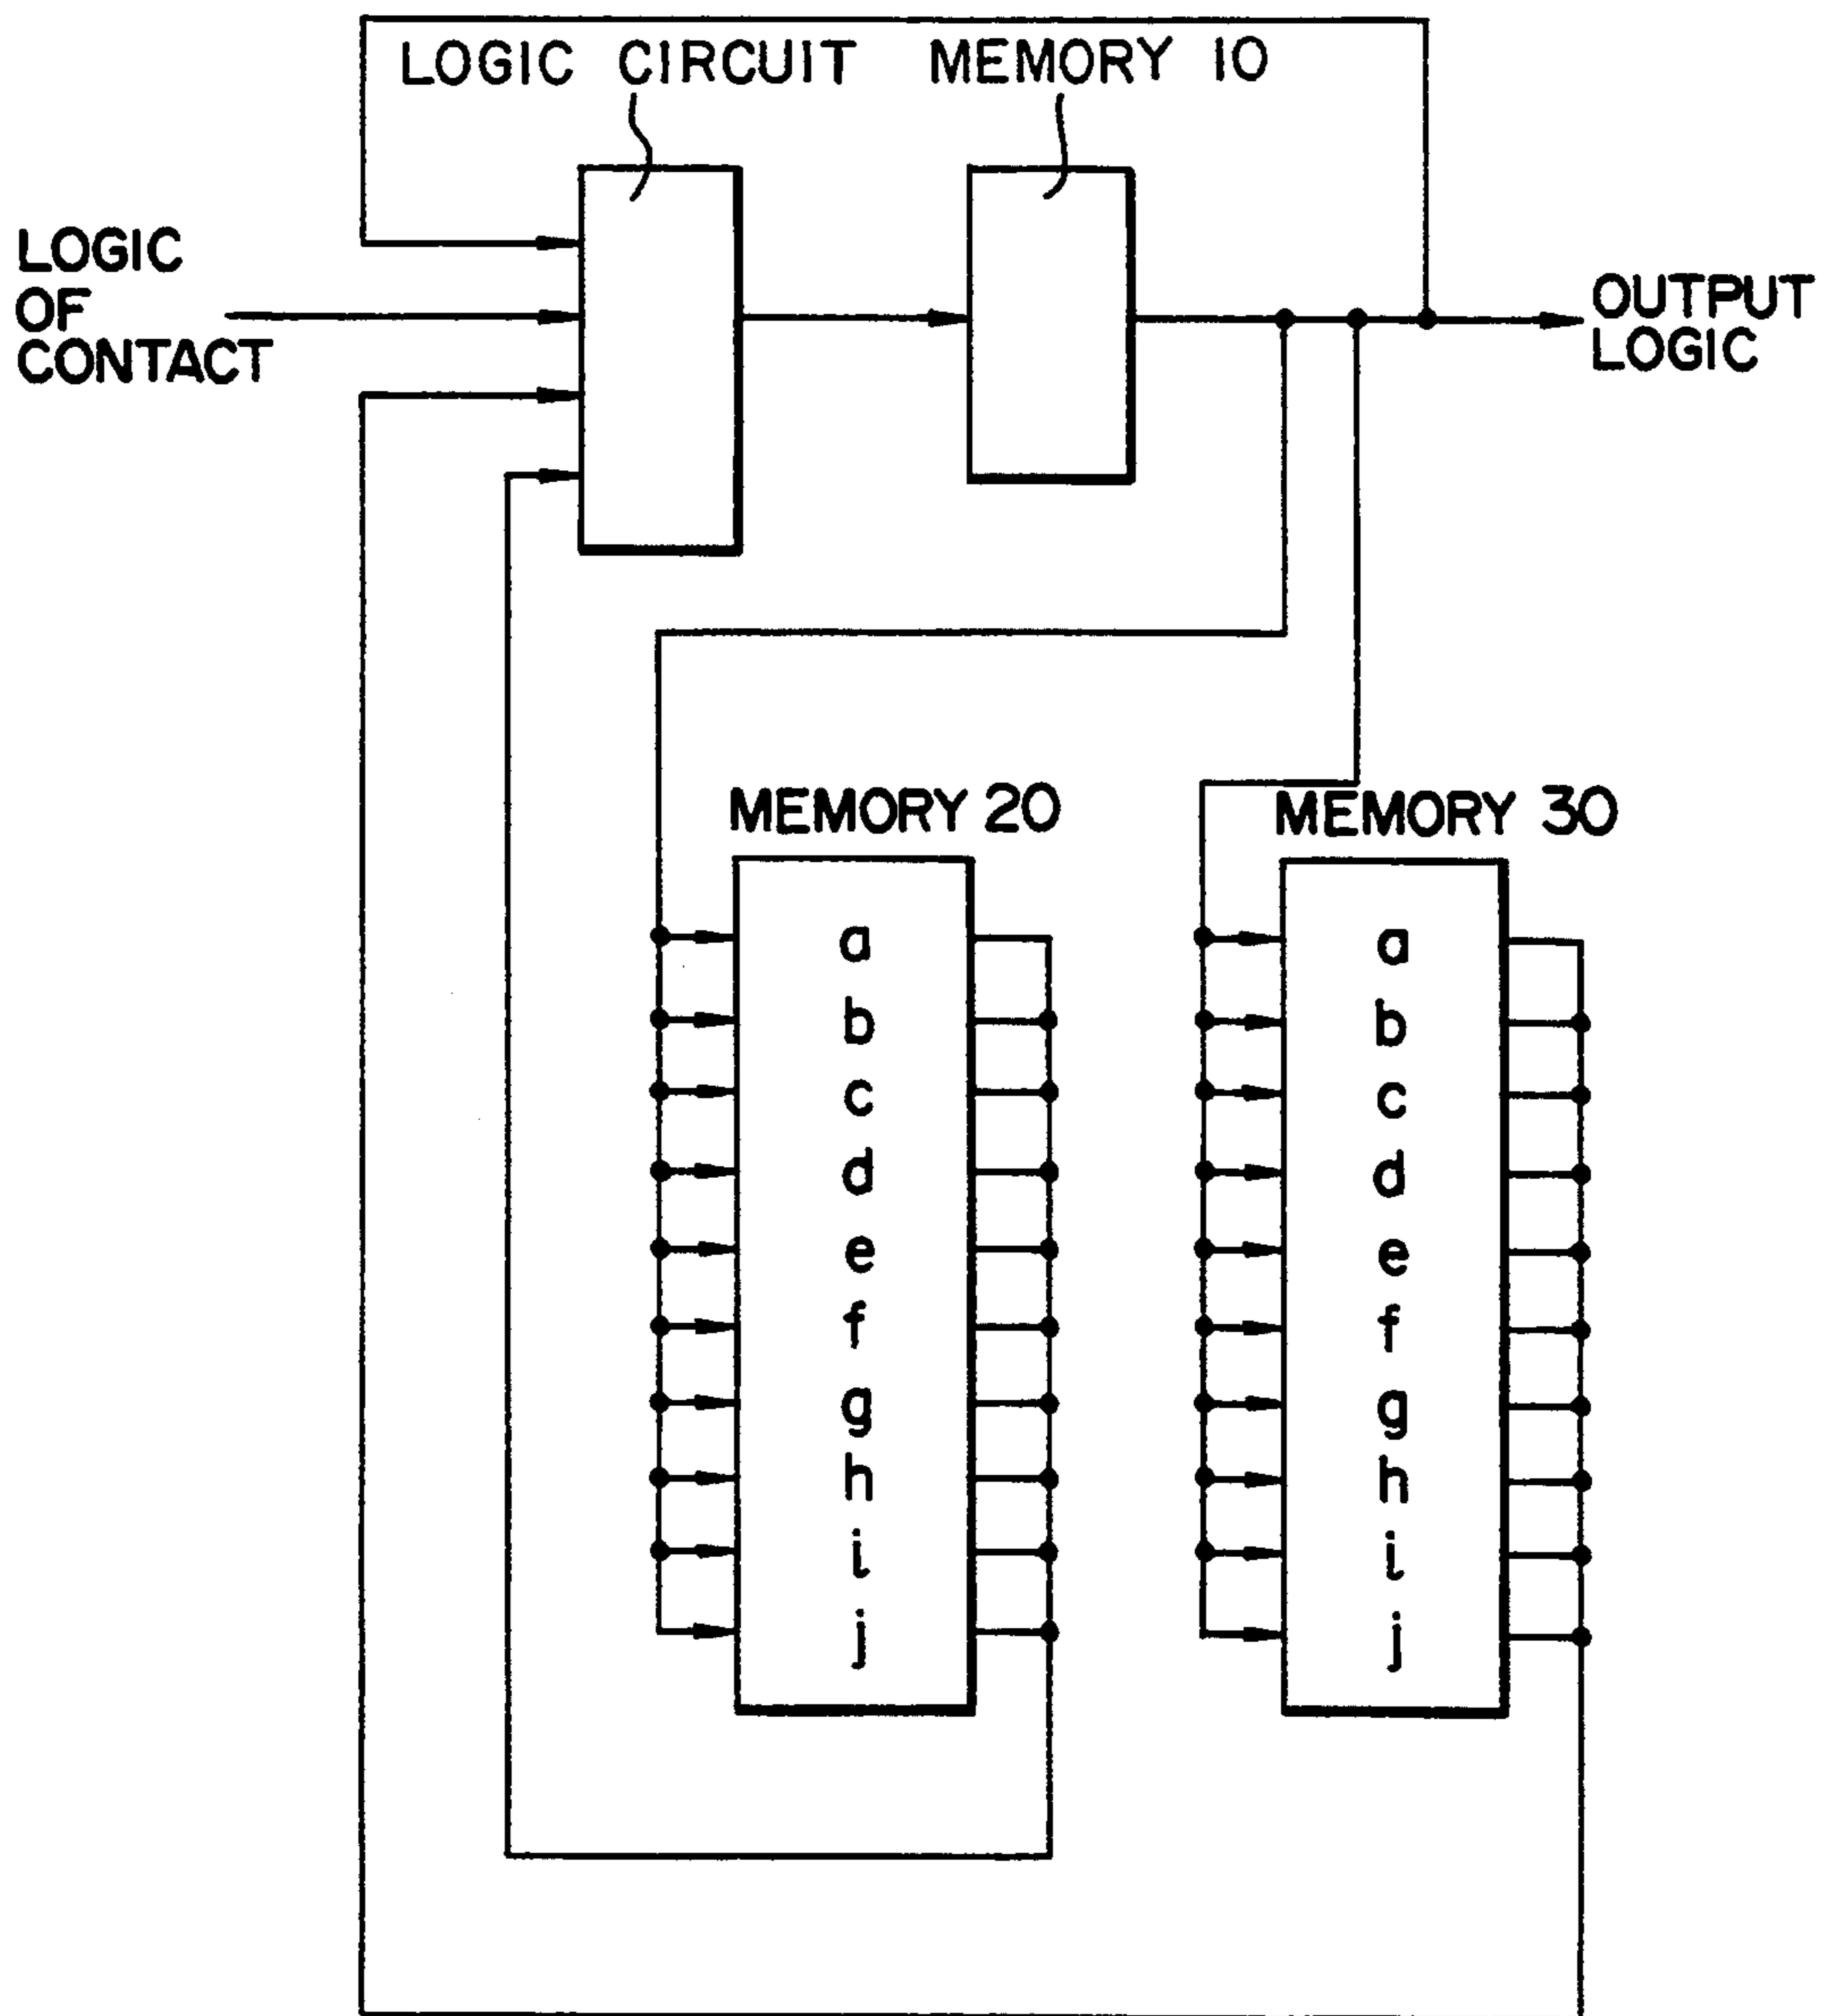 LOGIC CIRCUIT
MEMORY 10
LOGIC
OF
CONTACT
OUTPUT
LOGIC
MEMORY 20
a
b
c
d
e
f
g
h
i
j
MEMORY 30
a
b
c
d
e
f
g
h
i
j